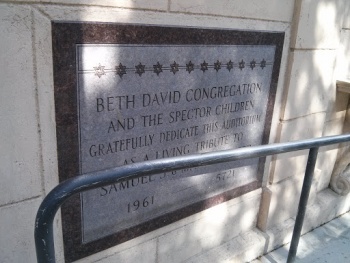 BETH DAVID CONGREGATION
AND THE SPECTOR CHILDREN
GRATEFULLY DEDICATE THIS AUDITORIUM
AS A LIVING TRIBUTE TO
SAMUEL J.
1961 5721